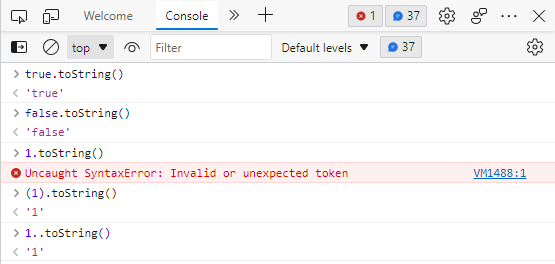 Welcome Console 1 37
top Filter Default levels 37
true.toString()
'true'
false.toString()
'false'
1.toString()
Uncaught SyntaxError: Invalid or unexpected token VM1488:1
(1).toString()
'1'
1..toString()
'1'